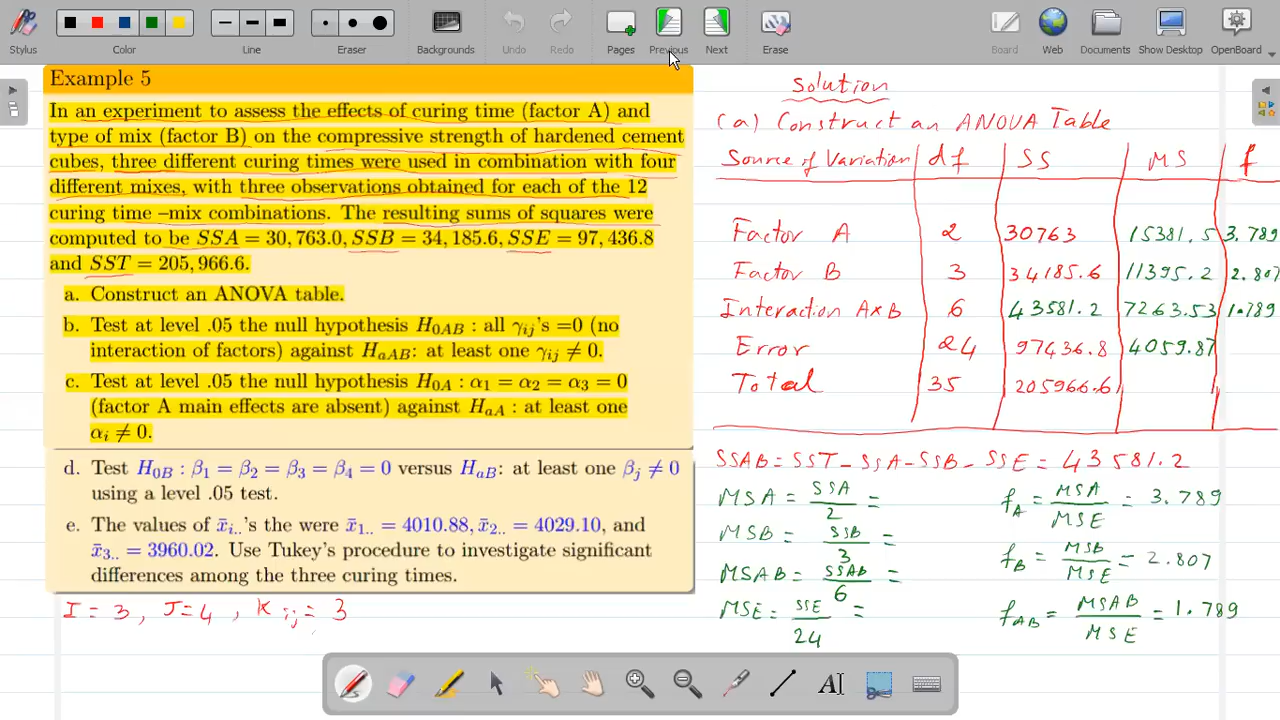 Stylus Color Line Eraser Backgrounds Undo Redo Pages Previous Next Erase Board Web Documents Show Desktop OpenBoard
Example 5
In an experiment to assess the effects of curing time (factor A) and
type of mix (factor B) on the compressive strength of hardened cement
cubes, three different curing times were used in combination with four
different mixes, with three observations obtained for each of the 12
curing time –mix combinations. The resulting sums of squares were
computed to be SSA = 30,763.0, SSB = 34,185.6, SSE = 97,436.8
and SST = 205,966.6.
a. Construct an ANOVA table.
b. Test at level .05 the null hypothesis H0AB : all γij's =0 (no
interaction of factors) against HaAB: at least one γij ≠ 0.
c. Test at level .05 the null hypothesis H0A : α1 = α2 = α3 = 0
(factor A main effects are absent) against HaA : at least one
αi ≠ 0.
d. Test H0B : β1 = β2 = β3 = β4 = 0 versus HaB: at least one βj ≠ 0
using a level .05 test.
e. The values of x̄i..'s the were x̄1.. = 4010.88, x̄2.. = 4029.10, and
x̄3.. = 3960.02. Use Tukey's procedure to investigate significant
differences among the three curing times.
I = 3, J=4, Kij = 3
Solution
(a) Construct an ANOVA Table
Source of Variation df SS MS f
Factor A 2 30763 15381.5 3.789
Factor B 3 34185.6 11395.2 2.807
Interacion AxB 6 43581.2 7263.53 1.789
Error 24 97436.8 4059.87
Total 35 205966.6
SSAB = SST - SSA - SSB - SSE = 43581.2
MSA = SSA/2 = fA = MSA/MSE = 3.789
MSB = SSB/3 = fB = MSB/MSE = 2.807
MSAB = SSAB/6 = fAB = MSAB/MSE = 1.789
MSE = SSE/24 =